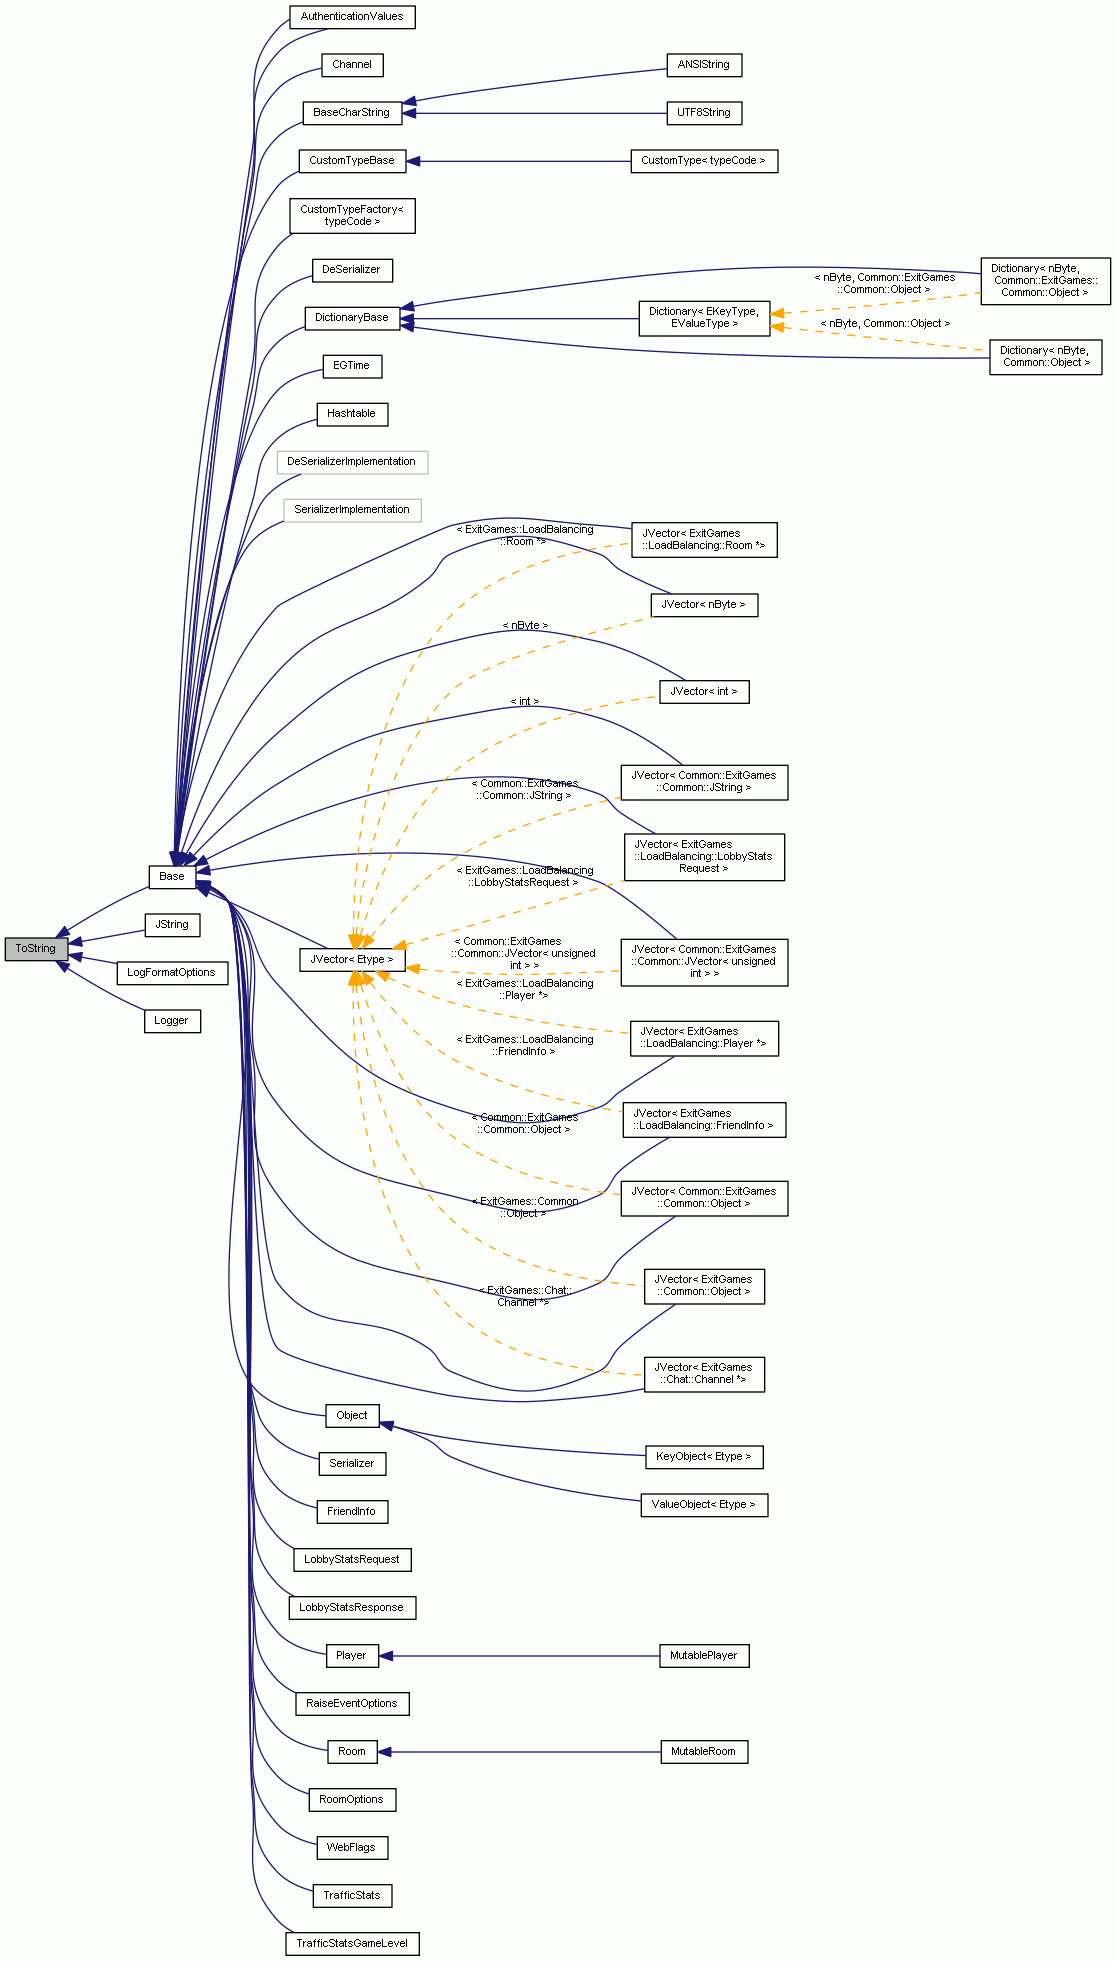 AuthenticationValues
Channel
ANSIString
BaseCharString
UTF8String
CustomTypeBase
CustomType< typeCode >
CustomTypeFactory<
typeCode >
DeSerializer
< nByte, Common::ExitGames
::Common::Object >
Dictionary< nByte,
Common::ExitGames::
Common::Object >
DictionaryBase
Dictionary< EKeyType,
EValueType >
< nByte, Common::Object >
Dictionary< nByte,
Common::Object >
EGTime
Hashtable
DeSerializerImplementation
SerializerImplementation
< ExitGames::LoadBalancing
::Room *>
JVector< ExitGames
::LoadBalancing::Room *>
JVector< nByte >
< nByte >
JVector< int >
< int >
JVector< Common::ExitGames
::Common::JString >
< Common::ExitGames
::Common::JString >
JVector< ExitGames
::LoadBalancing::LobbyStats
Request >
< ExitGames::LoadBalancing
::LobbyStatsRequest >
Base
JString
ToString
LogFormatOptions
Logger
JVector< Etype >
< Common::ExitGames
::Common::JVector< unsigned
int > >
JVector< Common::ExitGames
::Common::JVector< unsigned
int > >
< ExitGames::LoadBalancing
::Player *>
JVector< ExitGames
::LoadBalancing::Player *>
< ExitGames::LoadBalancing
::FriendInfo >
JVector< ExitGames
::LoadBalancing::FriendInfo >
< Common::ExitGames
::Common::Object >
JVector< Common::ExitGames
::Common::Object >
< ExitGames::Common
::Object >
JVector< ExitGames
::Common::Object >
< ExitGames::Chat::
Channel *>
JVector< ExitGames
::Chat::Channel *>
Object
KeyObject< Etype >
Serializer
ValueObject< Etype >
FriendInfo
LobbyStatsRequest
LobbyStatsResponse
Player
MutablePlayer
RaiseEventOptions
Room
MutableRoom
RoomOptions
WebFlags
TrafficStats
TrafficStatsGameLevel